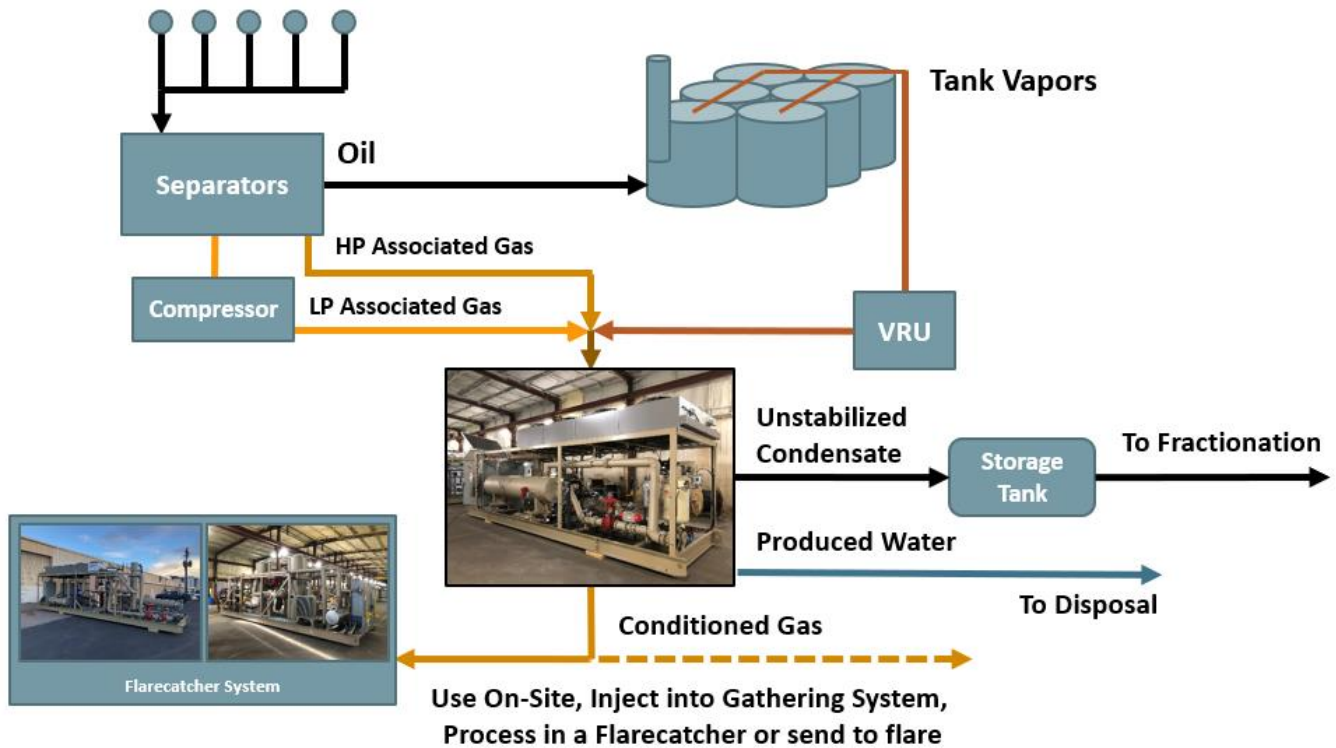 Tank Vapors
Oil
Separators
HP Associated Gas
Compressor
LP Associated Gas
VRU
Unstabilized
Condensate
Storage
Tank
To Fractionation
Produced Water
To Disposal
Conditioned Gas
Flarecatcher System
Use On-Site, Inject into Gathering System,
Process in a Flarecatcher or send to flare